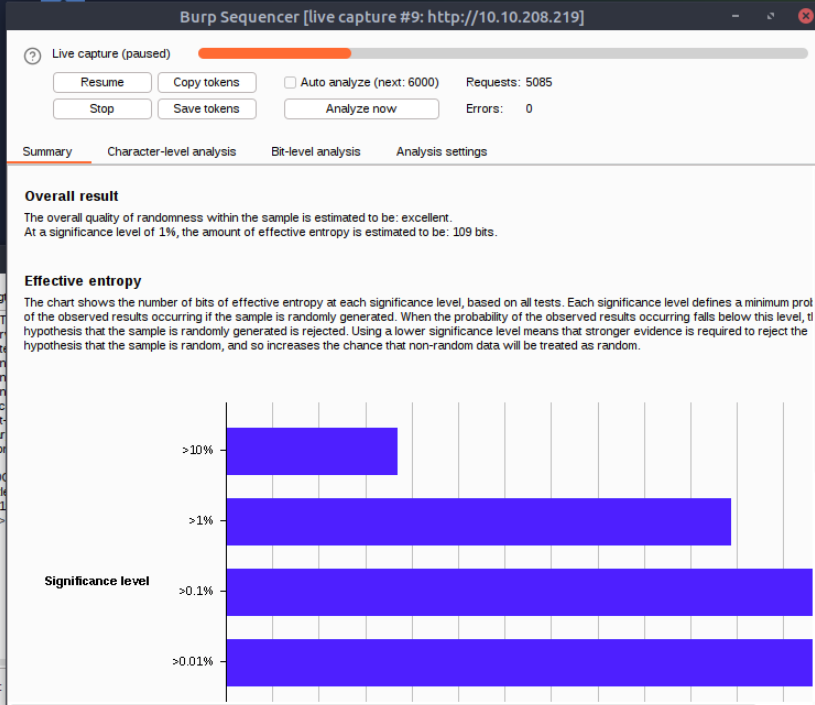 Burp Sequencer [live capture #9: http://10.10.208.219]
Live capture (paused)
Resume Copy tokens Auto analyze (next: 6000) Requests: 5085
Stop Save tokens Analyze now Errors: 0
Summary Character-level analysis Bit-level analysis Analysis settings
Overall result
The overall quality of randomness within the sample is estimated to be: excellent.
At a significance level of 1%, the amount of effective entropy is estimated to be: 109 bits.
Effective entropy
The chart shows the number of bits of effective entropy at each significance level, based on all tests. Each significance level defines a minimum
of the observed results occurring if the sample is randomly generated. When the probability of the observed results occurring falls below this level,
hypothesis that the sample is randomly generated is rejected. Using a lower significance level means that stronger evidence is required to reject the
hypothesis that the sample is random, and so increases the chance that non-random data will be treated as random.
>10%
>1%
Significance level
>0.1%
>0.01%